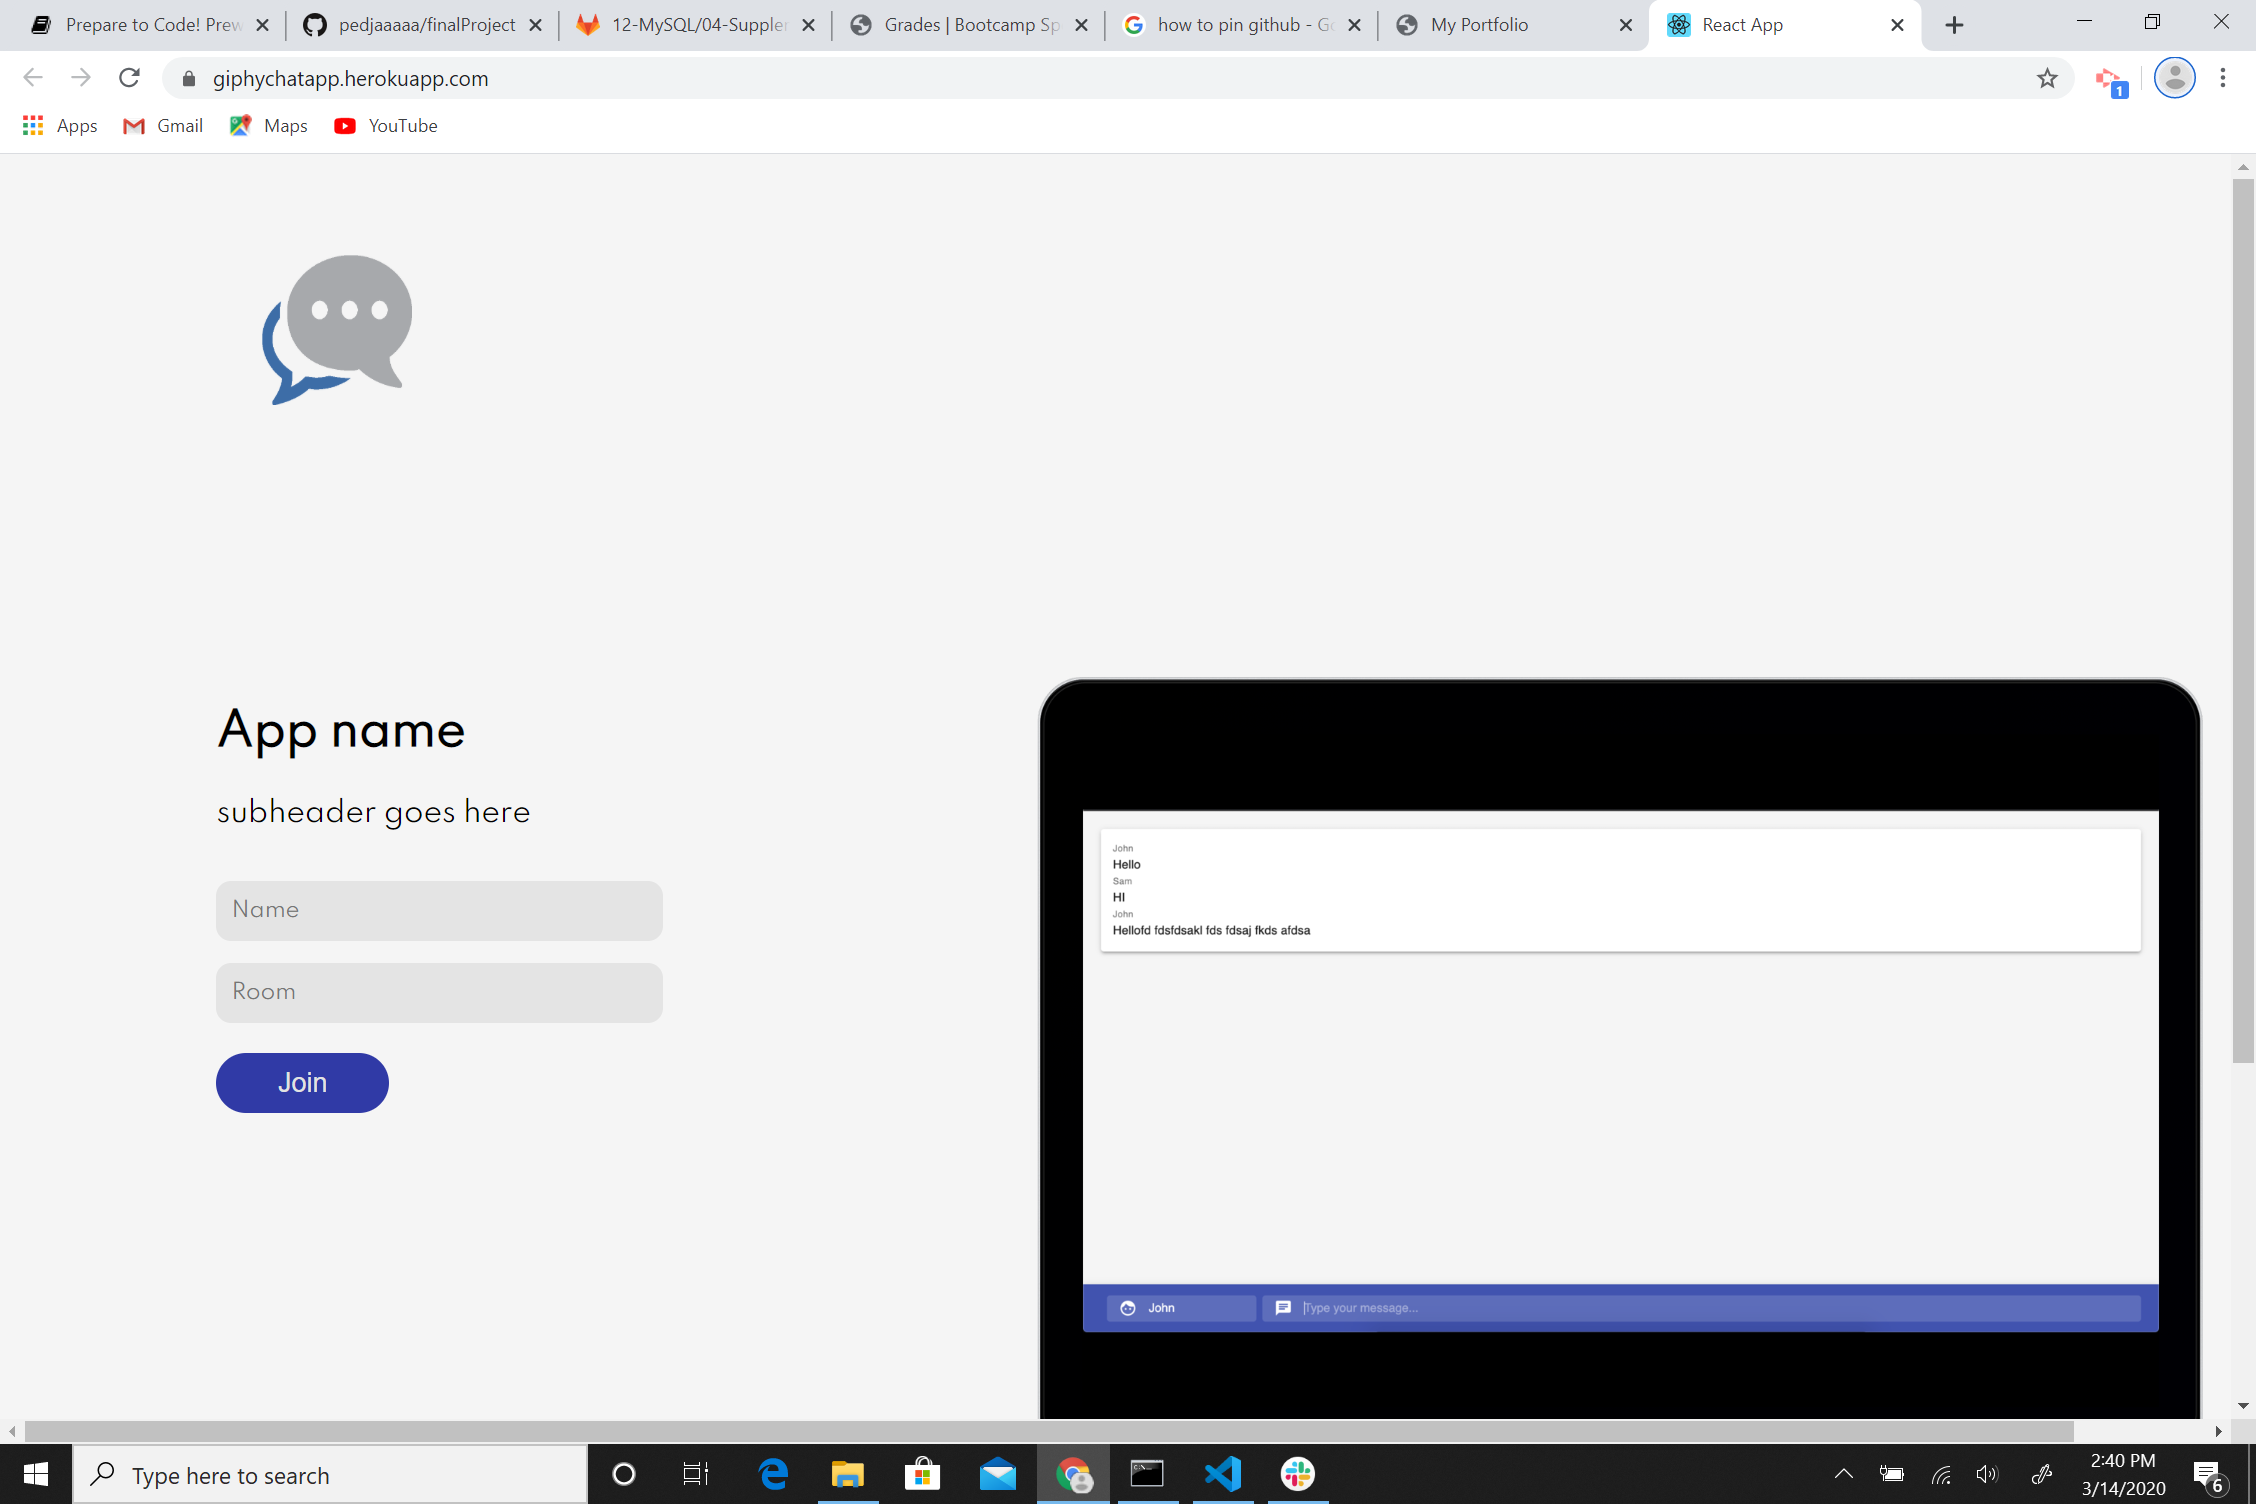 Prepare to Code! Prew
pedjaaaaa/finalProject
12-MySQL/04-Suppler
Grades | Bootcamp Sp
how to pin github - Go
My Portfolio
React App
giphychatapp.herokuapp.com
1
Apps
Gmail
Maps
YouTube
App name
subheader goes here
Name
Room
Join
John
Hello
Sam
HI
John
Hellofd fdsfdsakl fds fdsaj fkds afdsa
John
Type your message...
Type here to search
2:40 PM
3/14/2020
6